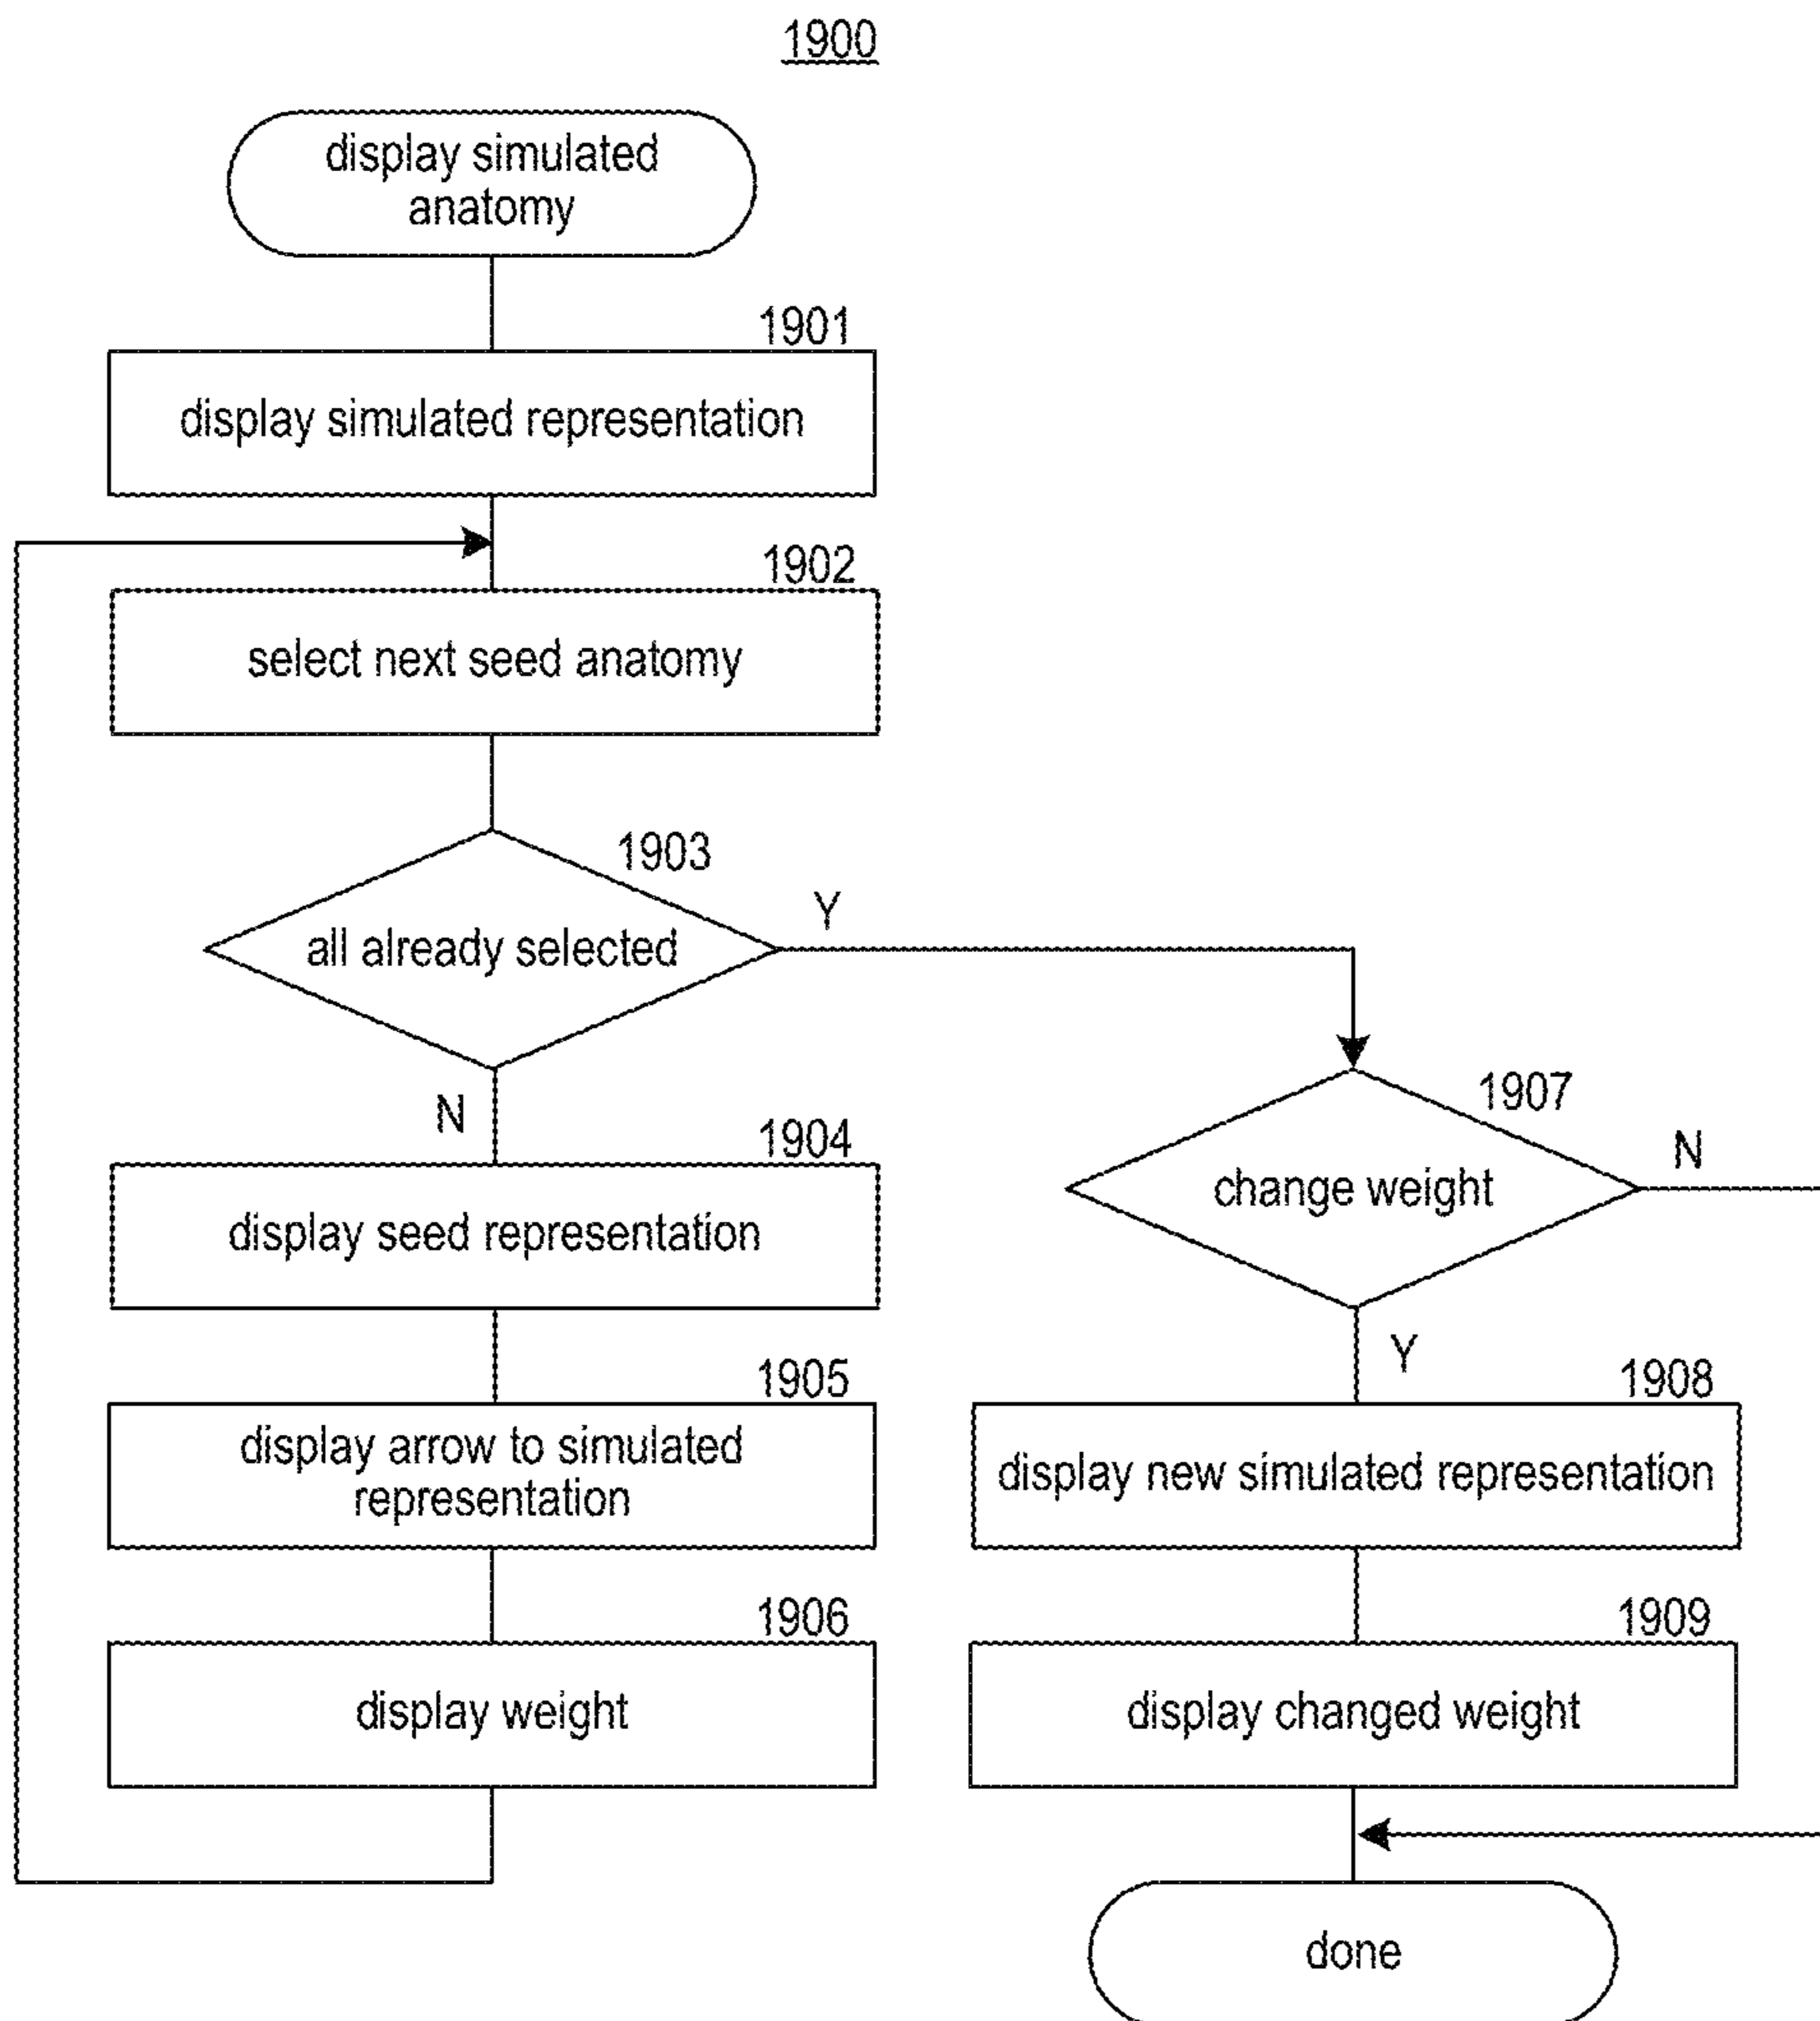 1900
display simulated
anatomy
1901
display simulated representation
1902
select next seed anatomy
1903
all already selected
Y
N
1904
display seed representation
1905
display arrow to simulated
representation
1906
display weight
1907
change weight
N
Y
1908
display new simulated representation
1909
display changed weight
done